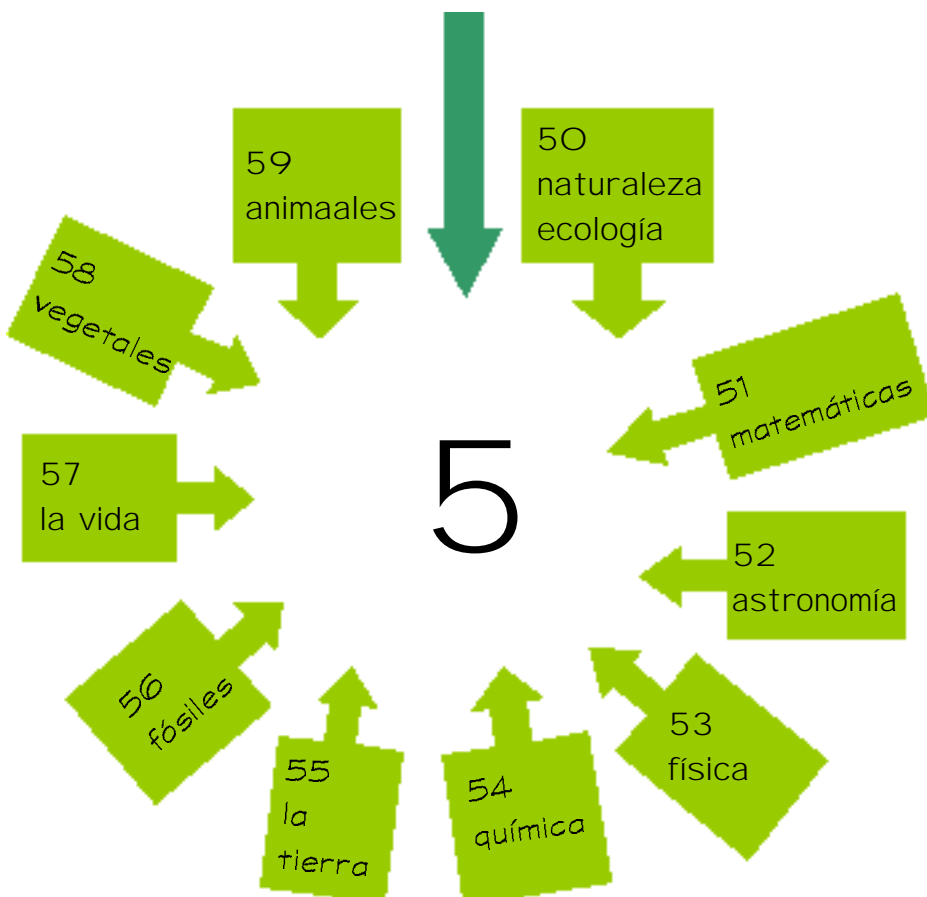 59
animaales
50
naturaleza
ecología
58
vegetales
51
matemáticas
57
la vida
5
52
astronomía
56
fósiles
53
física
55
la
tierra
54
química